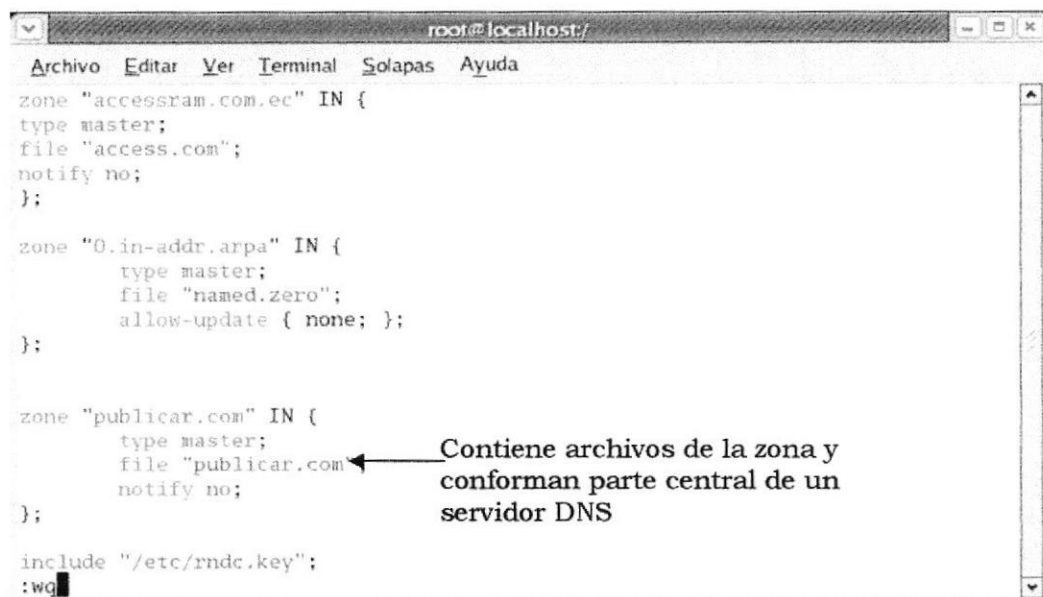 root@localhost:/
Archivo Editar Ver Terminal Solapas Ayuda
zone "accessram.com.ec" IN {
type master;
file "access.com";
notify no;
};
zone "0.in-addr.arpa" IN {
type master;
file "named.zero";
allow-update { none; };
};
zone "publicar.com" IN {
type master;
file "publicar.com"
notify no;
};
Contiene archivos de la zona y
conforman parte central de un
servidor DNS
include "/etc/rndc.key";
:wq